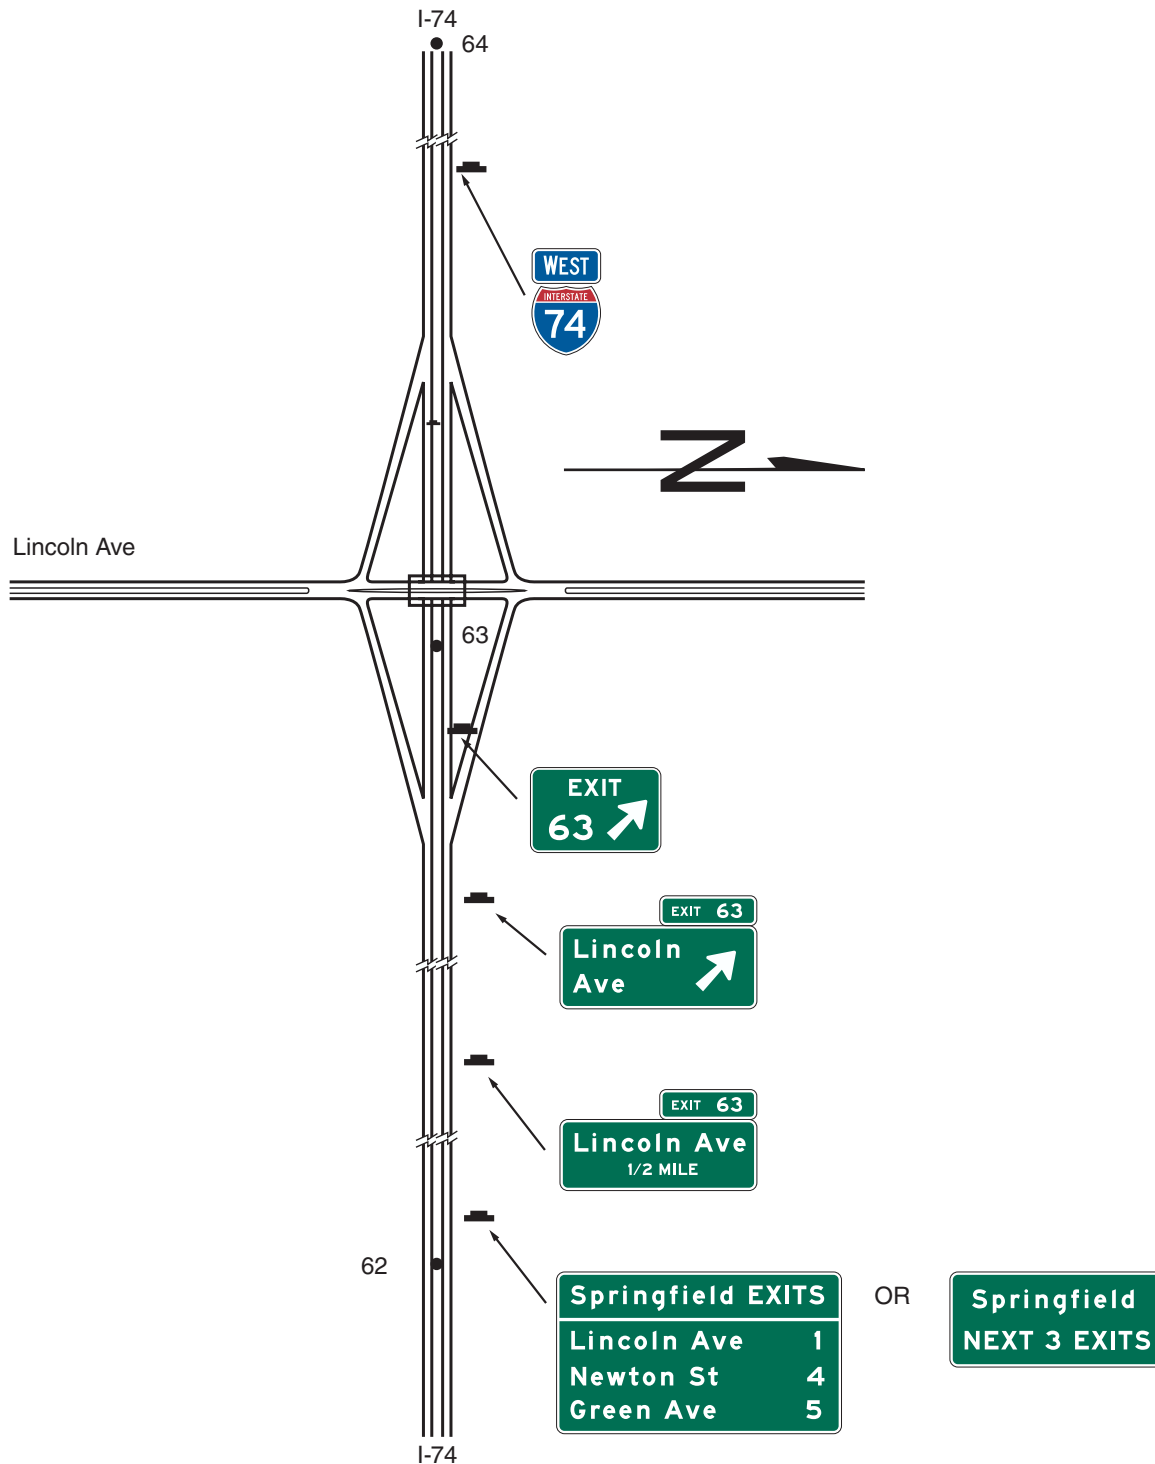 I-74
64
WEST
INTERSTATE
74
N
Lincoln Ave
63
EXIT
63
EXIT 63
Lincoln
Ave
EXIT 63
Lincoln Ave
1/2 MILE
62
Springfield EXITS
Lincoln Ave 1
Newton St 4
Green Ave 5
OR
Springfield
NEXT 3 EXITS
I-74